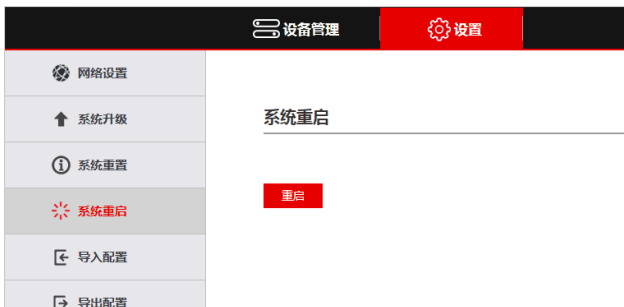 设备管理
设置
网络设置
系统升级
系统重置
系统重启
导入配置
导出配置
系统重启
重启